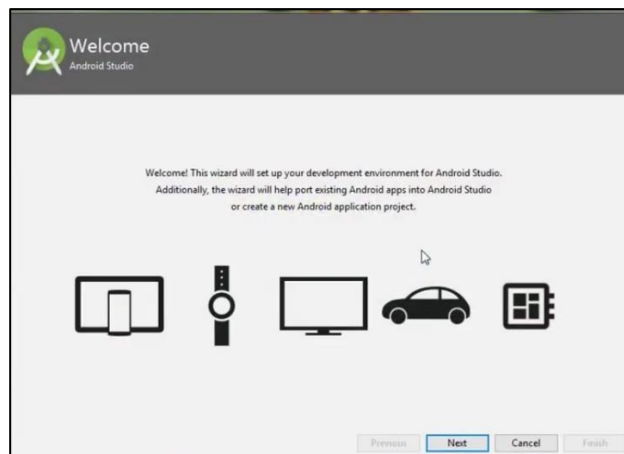 Welcome
Android Studio
Welcome! This wizard will set up your development environment for Android Studio.
Additionally, the wizard will help port existing Android apps into Android Studio
or create a new Android application project.
Previous Next Cancel Finish